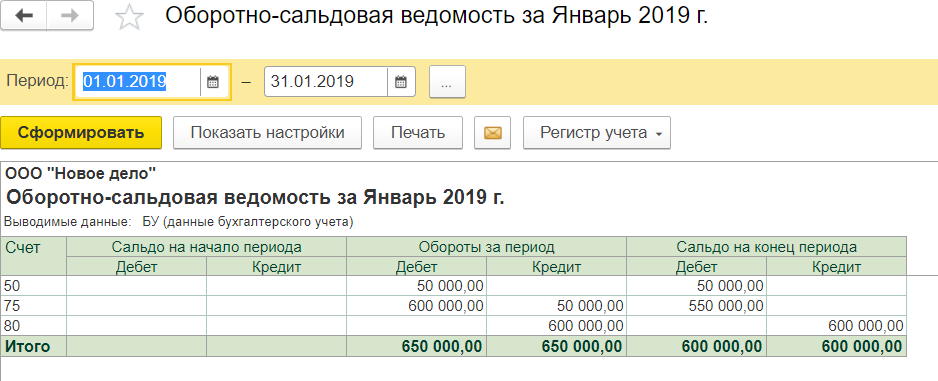 Оборотно-сальдовая ведомость за Январь 2019 г.
Период: 01.01.2019 – 31.01.2019 ...
Сформировать Показать настройки Печать Регистр учета
ООО "Новое дело"
Оборотно-сальдовая ведомость за Январь 2019 г.
Выводимые данные: БУ (данные бухгалтерского учета)
Счет Сальдо на начало периода Обороты за период Сальдо на конец периода
Дебет Кредит Дебет Кредит Дебет Кредит
50 50 000,00 50 000,00
75 600 000,00 50 000,00 550 000,00
80 600 000,00 600 000,00
Итого 650 000,00 650 000,00 600 000,00 600 000,00